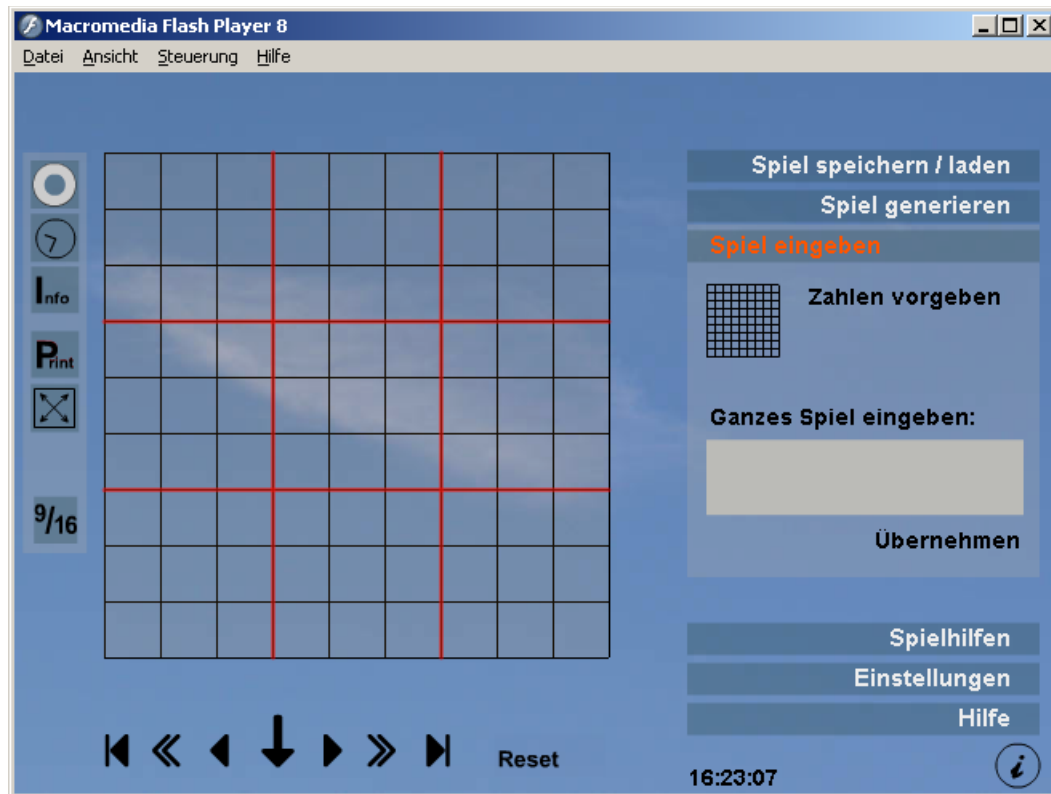 Macromedia Flash Player 8
Datei Ansicht Steuerung Hilfe
Spiel speichern / laden
Spiel generieren
Spiel eingeben
Info
Zahlen vorgeben
Print
Ganzes Spiel eingeben:
9/16
Übernehmen
Spielhilfen
Einstellungen
Hilfe
Reset
16:23:07
i